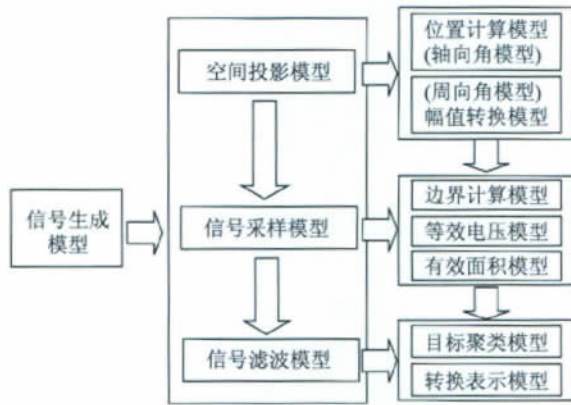 位置计算模型
(轴向角模型)
空间投影模型
(周向角模型)
幅值转换模型
边界计算模型
信号生成
模型
信号采样模型
等效电压模型
有效面积模型
目标聚类模型
信号滤波模型
转换表示模型